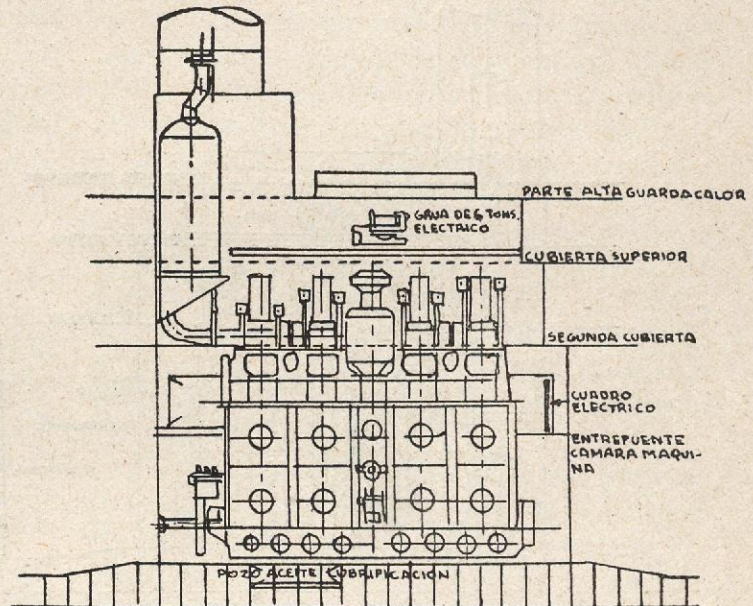 PARTE ALTA GUARDACALOR
GRUA DE 6 TONS.
ELECTRICO
CUBIERTA SUPERIOR
SEGUNDA CUBIERTA
CUADRO
ELECTRICO
ENTREPUENTE
CAMARA MAQUI-
NA
POZO ACEITE LUBRIFICACION